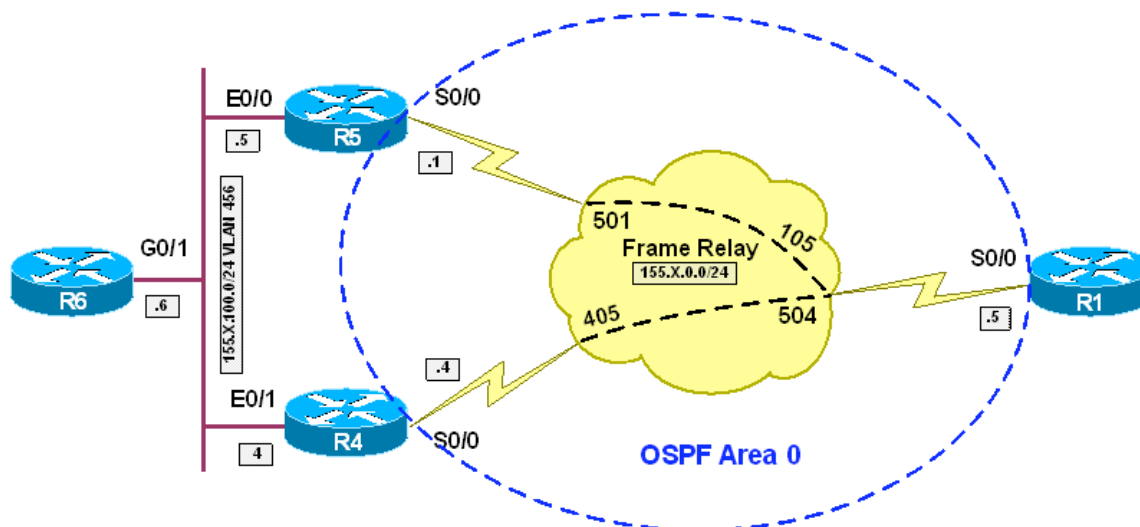 E0/0
R5
S0/0
.5
.1
155.X.100.0/24 VLAN 456
501
105
Frame Relay
155.X.0.0/24
G0/1
R6
.6
S0/0
R1
.5
405
504
.4
E0/1
R4
S0/0
4
OSPF Area 0